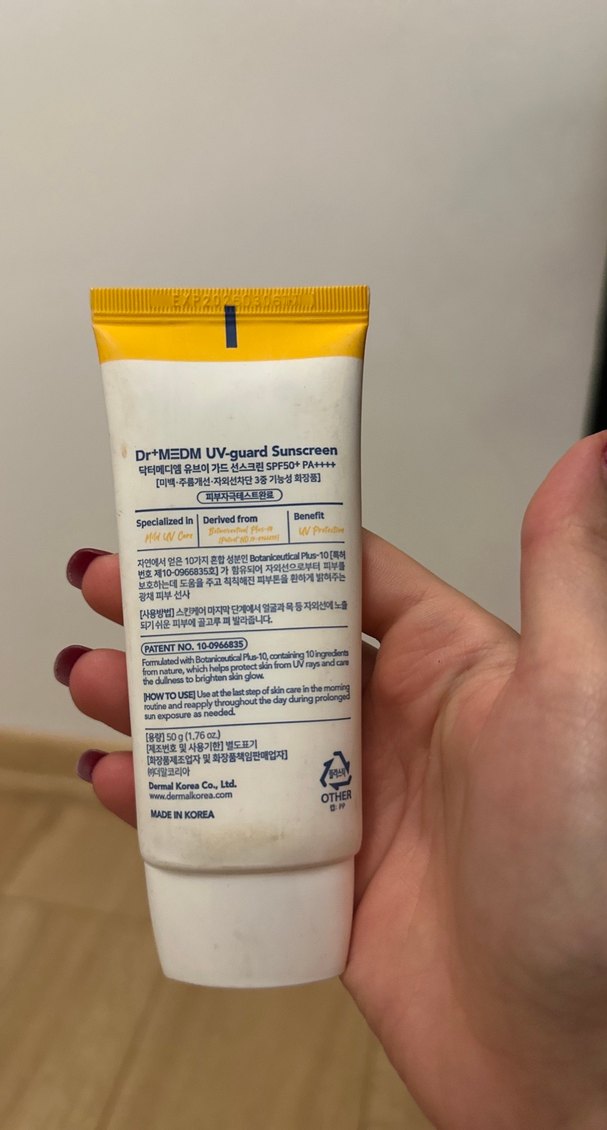 EXP20260306
Dr+MEDM UV-guard Sunscreen
닥터메디엠 유브이 가드 선스크린 SPF50+ PA++++
[미백·주름개선·자외선차단 3중 기능성 화장품]
피부자극테스트완료
Specialized in Derived from Benefit
Mild UV Care Botaniceutical Plus-10 UV Protection
(Patent NO.10-0966835)
자연에서 얻은 10가지 혼합 성분인 Botaniceutical Plus-10 [특허
번호 제10-0966835호] 가 함유되어 자외선으로부터 피부를
보호하는데 도움을 주고 칙칙해진 피부톤을 환하게 밝혀주는
광채 피부 선사
[사용방법] 스킨케어 마지막 단계에서 얼굴과 목 등 자외선에 노출
되기 쉬운 피부에 골고루 펴 발라줍니다.
PATENT NO. 10-0966835
Formulated with Botaniceutical Plus-10, containing 10 ingredients
from nature, which helps protect skin from UV rays and care
the dullness to brighten skin glow.
[HOW TO USE] Use at the last step of skin care in the morning
routine and reapply throughout the day during prolonged
sun exposure as needed.
[용량] 50 g (1.76 oz.)
[제조번호 및 사용기한] 별도표기
[화장품제조업자 및 화장품책임판매업자]
㈜더말코리아
Dermal Korea Co., Ltd.
www.dermalkorea.com
MADE IN KOREA
플라스틱
OTHER
캡: PP